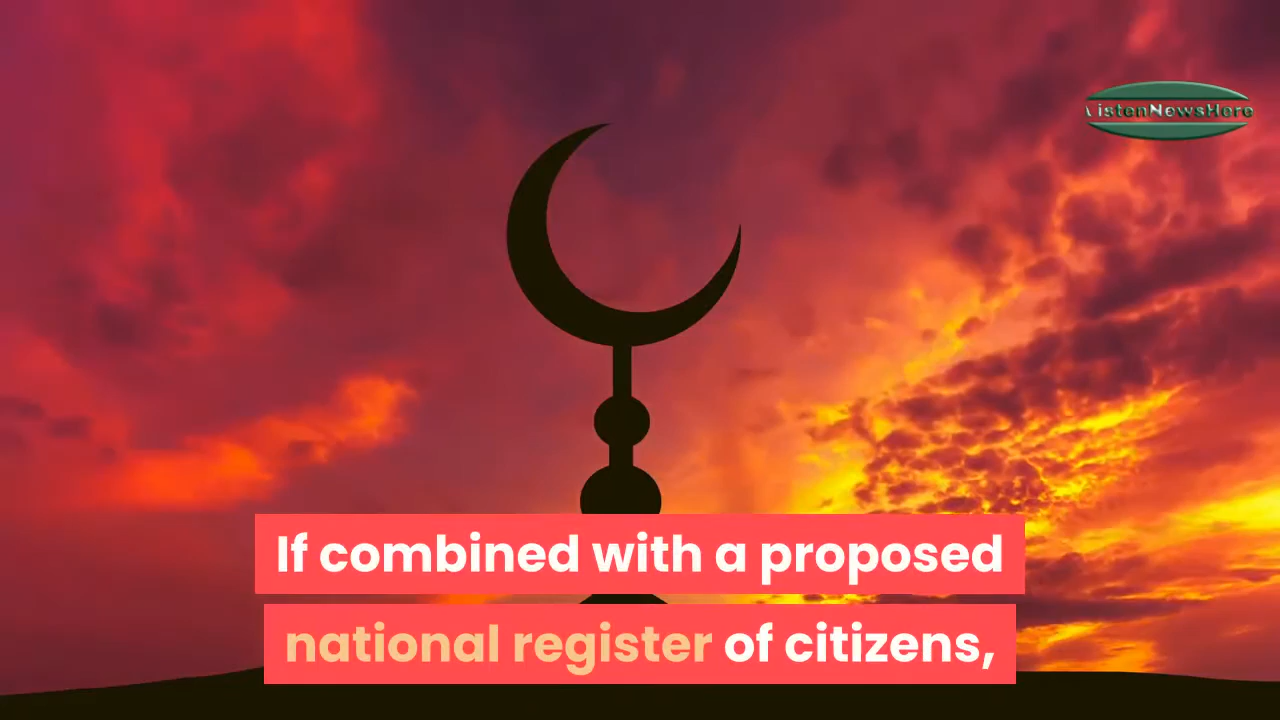 ListenNewsHere
If combined with a proposed
national register of citizens,